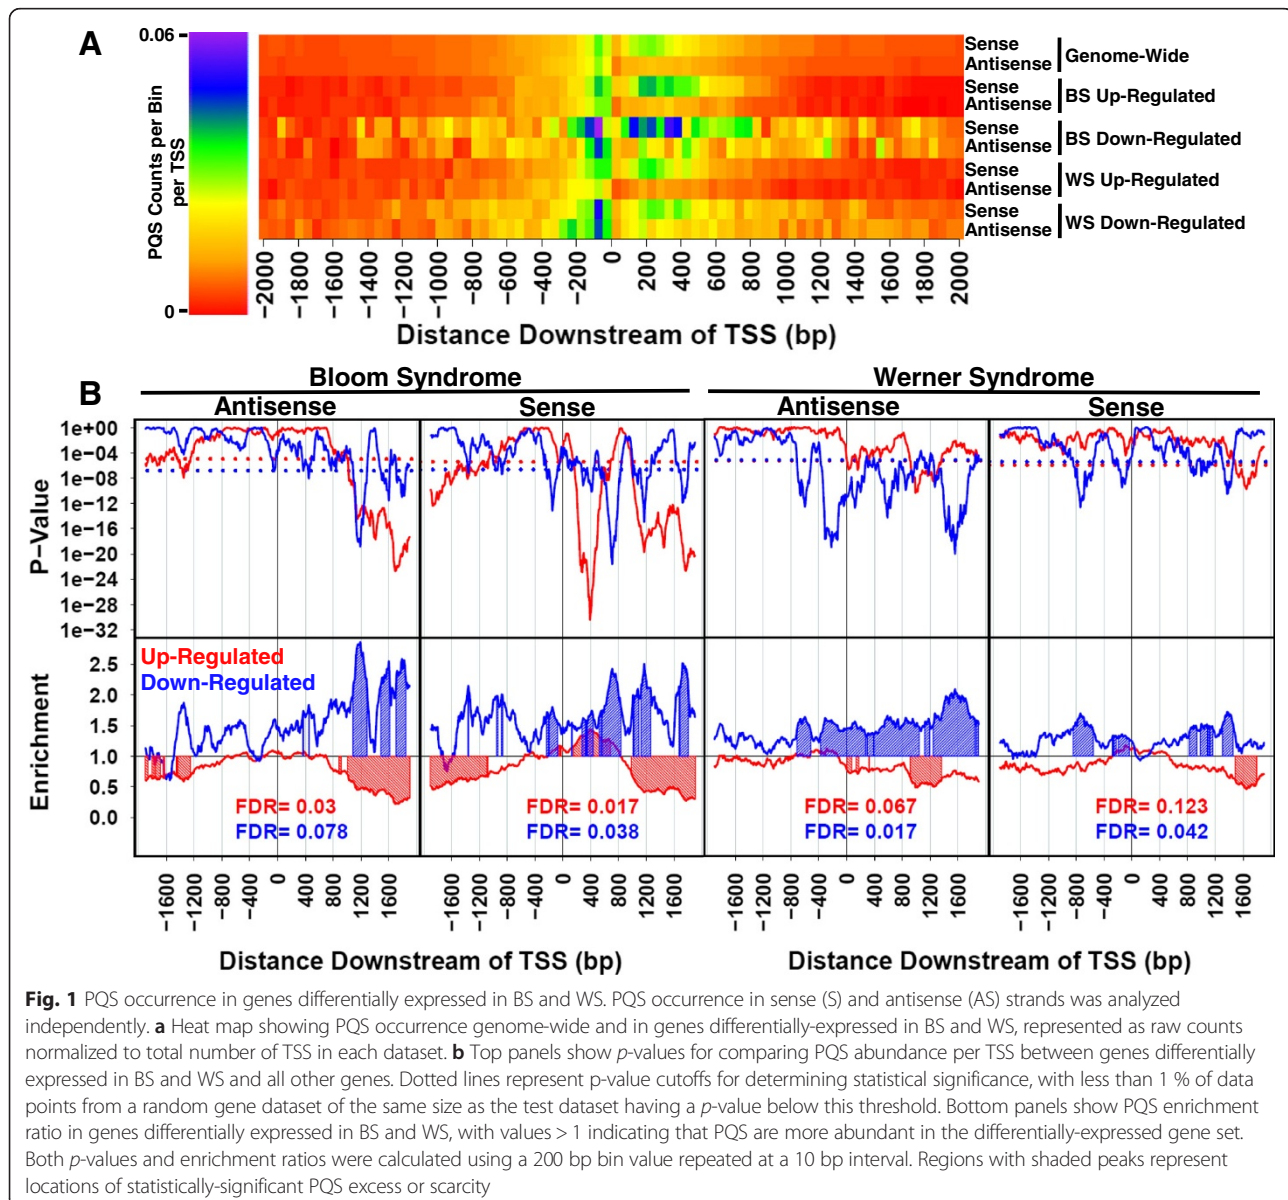 A
0.06
0
PQS Counts per Bin
per TSS
Sense
Antisense
Genome-Wide
Sense
Antisense
BS Up-Regulated
Sense
Antisense
BS Down-Regulated
Sense
Antisense
WS Up-Regulated
Sense
Antisense
WS Down-Regulated
−2000 −1800 −1600 −1400 −1200 −1000 −800 −600 −400 −200 0 200 400 600 800 1000 1200 1400 1600 1800 2000
Distance Downstream of TSS (bp)
B
Bloom Syndrome Werner Syndrome
Antisense Sense Antisense Sense
P−Value
1e+00
1e−04
1e−08
1e−12
1e−16
1e−20
1e−24
1e−28
1e−32
Enrichment
Up-Regulated
Down-Regulated
2.5
2.0
1.5
1.0
0.5
0.0
FDR= 0.03 FDR= 0.017 FDR= 0.067 FDR= 0.123
FDR= 0.078 FDR= 0.038 FDR= 0.017 FDR= 0.042
−1600 −1200 −800 −400 0 400 800 1200 1600 −1600 −1200 −800 −400 0 400 800 1200 1600 −1600 −1200 −800 −400 0 400 800 1200 1600 −1600 −1200 −800 −400 0 400 800 1200 1600
Distance Downstream of TSS (bp) Distance Downstream of TSS (bp)
Fig. 1 PQS occurrence in genes differentially expressed in BS and WS. PQS occurrence in sense (S) and antisense (AS) strands was analyzed
independently. a Heat map showing PQS occurrence genome-wide and in genes differentially-expressed in BS and WS, represented as raw counts
normalized to total number of TSS in each dataset. b Top panels show p-values for comparing PQS abundance per TSS between genes differentially
expressed in BS and WS and all other genes. Dotted lines represent p-value cutoffs for determining statistical significance, with less than 1 % of data
points from a random gene dataset of the same size as the test dataset having a p-value below this threshold. Bottom panels show PQS enrichment
ratio in genes differentially expressed in BS and WS, with values > 1 indicating that PQS are more abundant in the differentially-expressed gene set.
Both p-values and enrichment ratios were calculated using a 200 bp bin value repeated at a 10 bp interval. Regions with shaded peaks represent
locations of statistically-significant PQS excess or scarcity